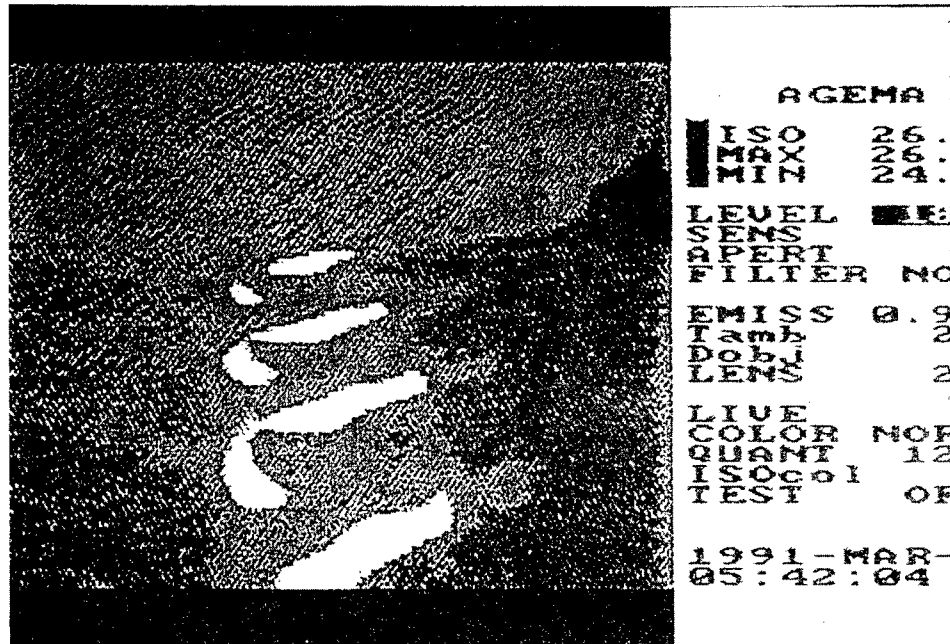 AGEMA
ISO 26.
MAX 26.
MIN 24.
LEVEL
SENS
APERT
FILTER NO
EMISS 0.9
Tamb 2
Dobj
LENS 2
LIVE
COLOR NOR
QUANT 12
ISOcol
TEST OF
1991-MAR-
05:42:04